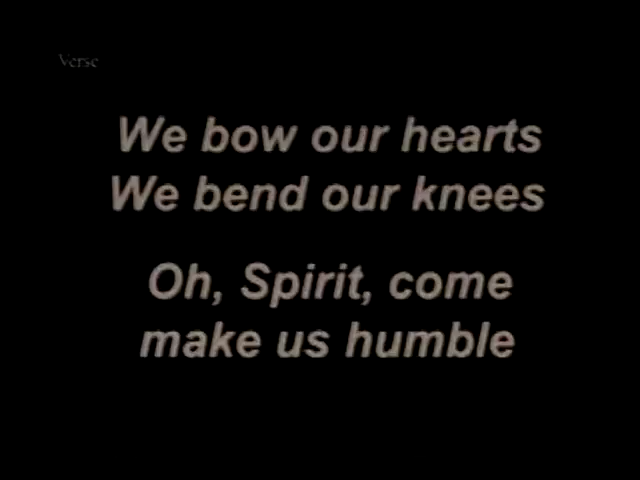 Verse
We bow our hearts
We bend our knees
Oh, Spirit, come
make us humble